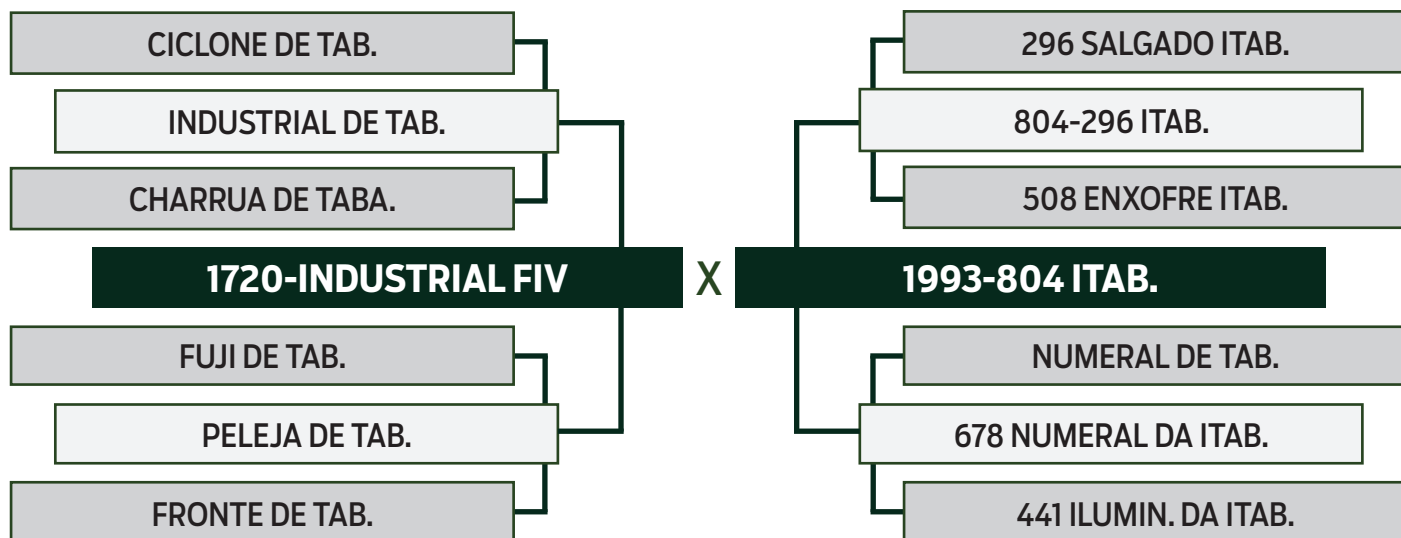 CICLONE DE TAB.
INDUSTRIAL DE TAB.
CHARRUA DE TABA.
1720-INDUSTRIAL FIV
FUJI DE TAB.
PELEJA DE TAB.
FRONTE DE TAB.
X
296 SALGADO ITAB.
804-296 ITAB.
508 ENXOFRE ITAB.
1993-804 ITAB.
NUMERAL DE TAB.
678 NUMERAL DA ITAB.
441 ILUMIN. DA ITAB.